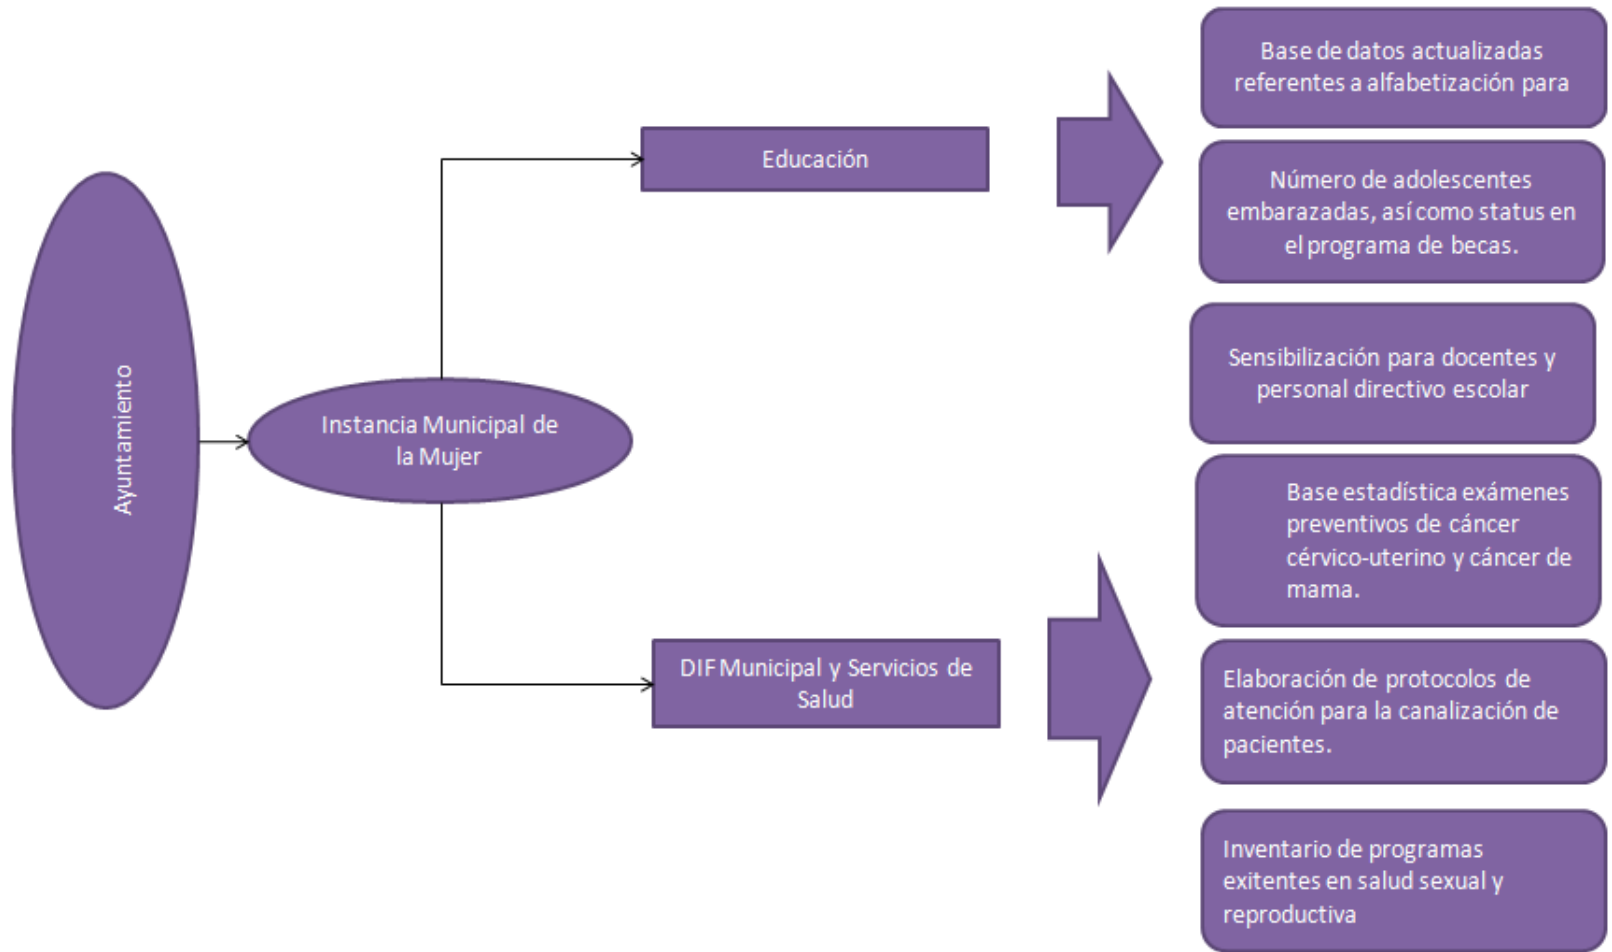 Ayuntamiento
Instancia Municipal de
la Mujer
Educación
DIF Municipal y Servicios de
Salud
Base de datos actualizadas
referentes a alfabetización para
Número de adolescentes
embarazadas, así como status en
el programa de becas.
Sensibilización para docentes y
personal directivo escolar
Base estadística exámenes
preventivos de cáncer
cérvico-uterino y cáncer de
mama.
Elaboración de protocolos de
atención para la canalización de
pacientes.
Inventario de programas
exitentes en salud sexual y
reproductiva